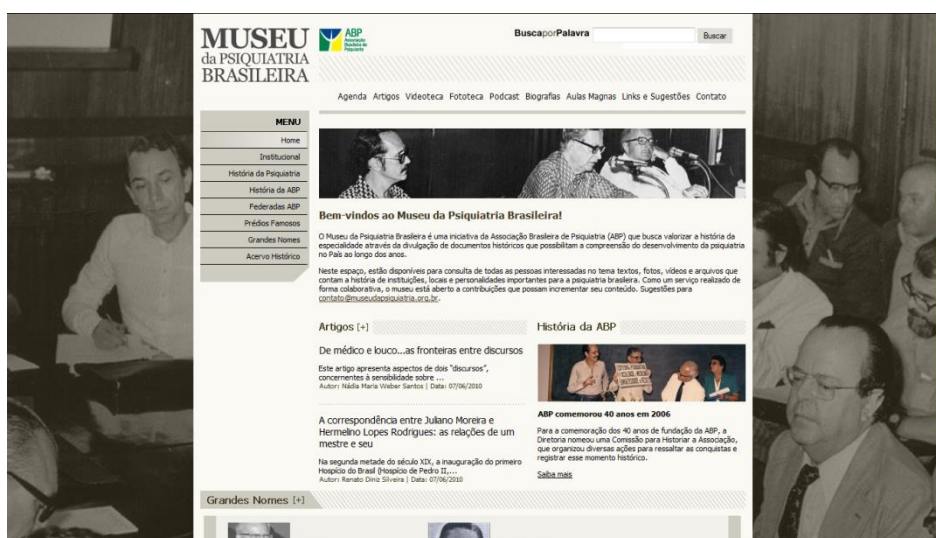 MUSEU
da PSIQUIATRIA
BRASILEIRA
ABP
Associação
Brasileira de
Psiquiatria
BuscaporPalavra
Buscar
Agenda Artigos Videoteca Fototeca Podcast Biografias Aulas Magnas Links e Sugestões Contato
MENU
Home
Institucional
História da Psiquiatria
História da ABP
Federadas ABP
Prédios Famosos
Grandes Nomes
Acervo Histórico
Bem-vindos ao Museu da Psiquiatria Brasileira!
O Museu da Psiquiatria Brasileira é uma iniciativa da Associação Brasileira de Psiquiatria (ABP) que busca valorizar a história da
especialidade através da divulgação de documentos históricos que possibilitam a compreensão do desenvolvimento da psiquiatria
no País ao longo dos anos.
Neste espaço, estão disponíveis para consulta de todas as pessoas interessadas no tema textos, fotos, vídeos e arquivos que
contam a história de instituições, locais e personalidades importantes para a psiquiatria brasileira. Como um serviço realizado de
forma colaborativa, o museu está aberto a contribuições que possam incrementar seu conteúdo. Sugestões para
contato@museudapsiquiatria.org.br.
Artigos [+]
De médico e louco...as fronteiras entre discursos
Este artigo apresenta aspectos de dois "discursos",
concernentes à sensibilidade sobre ...
Autor: Nádia Maria Weber Santos | Data: 07/06/2010
A correspondência entre Juliano Moreira e
Hermelino Lopes Rodrigues: as relações de um
mestre e seu
Na segunda metade do século XIX, a inauguração do primeiro
Hospício do Brasil (Hospício de Pedro II,...
Autor: Renato Diniz Silveira | Data: 07/06/2010
História da ABP
ABP comemorou 40 anos em 2006
Para a comemoração dos 40 anos de fundação da ABP, a
Diretoria nomeou uma Comissão para Historiar a Associação,
que organizou diversas ações para ressaltar as conquistas e
registrar esse momento histórico.
Saiba mais
Grandes Nomes [+]